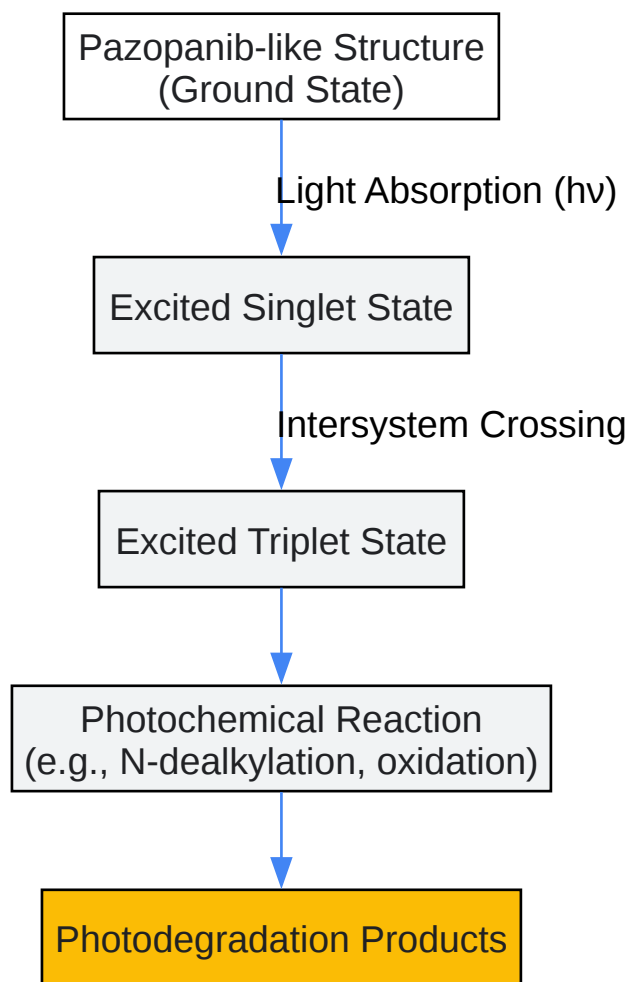 Pazopanib-like Structure
(Ground State)
Light Absorption (hν)
Excited Singlet State
Intersystem Crossing
Excited Triplet State
Photochemical Reaction
(e.g., N-dealkylation, oxidation)
Photodegradation Products